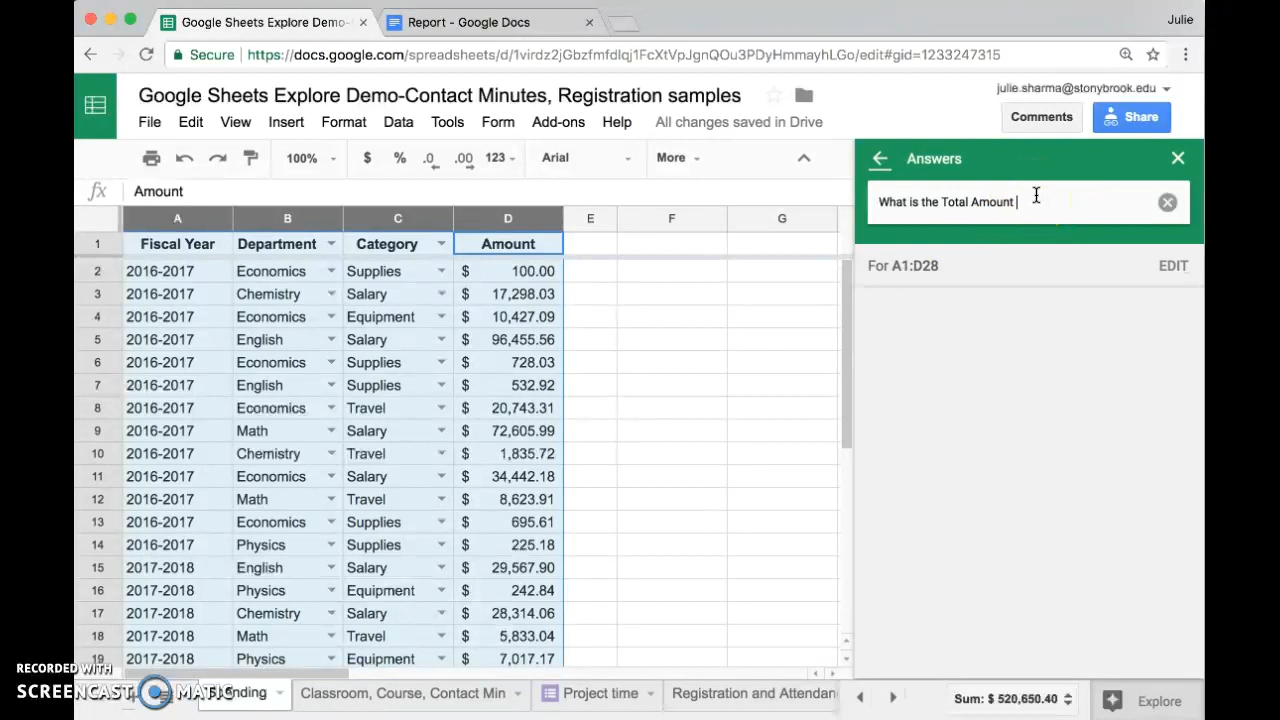 Google Sheets Explore Demo-
Report - Google Docs
Julie
Secure https://docs.google.com/spreadsheets/d/1virdz2jGbzfmfdlqj1FcXtVpJgnQOu3PDyHmmayhLGo/edit#gid=1233247315
Google Sheets Explore Demo-Contact Minutes, Registration samples
julie.sharma@stonybrook.edu
File Edit View Insert Format Data Tools Form Add-ons Help All changes saved in Drive
Comments
Share
100% $ % .0 .00 123 Arial More
Answers
fx Amount
What is the Total Amount
A B C D E F G
1 Fiscal Year Department Category Amount
For A1:D28 EDIT
2 2016-2017 Economics Supplies $ 100.00
3 2016-2017 Chemistry Salary $ 17,298.03
4 2016-2017 Economics Equipment $ 10,427.09
5 2016-2017 English Salary $ 96,455.56
6 2016-2017 Economics Supplies $ 728.03
7 2016-2017 English Supplies $ 532.92
8 2016-2017 Economics Travel $ 20,743.31
9 2016-2017 Math Salary $ 72,605.99
10 2016-2017 Chemistry Travel $ 1,835.72
11 2016-2017 Economics Salary $ 34,442.18
12 2016-2017 Math Travel $ 8,623.91
13 2016-2017 Economics Supplies $ 695.61
14 2016-2017 Physics Supplies $ 225.18
15 2017-2018 English Salary $ 29,567.90
16 2017-2018 Physics Equipment $ 242.84
17 2017-2018 Chemistry Salary $ 28,314.06
18 2017-2018 Math Travel $ 5,833.04
19 2017-2018 Physics Equipment $ 7,017.17
RECORDED WITH
SCREENCAST MATIC
Classroom, Course, Contact Min
Project time
Registration and Attendan
Sum: $ 520,650.40
Explore